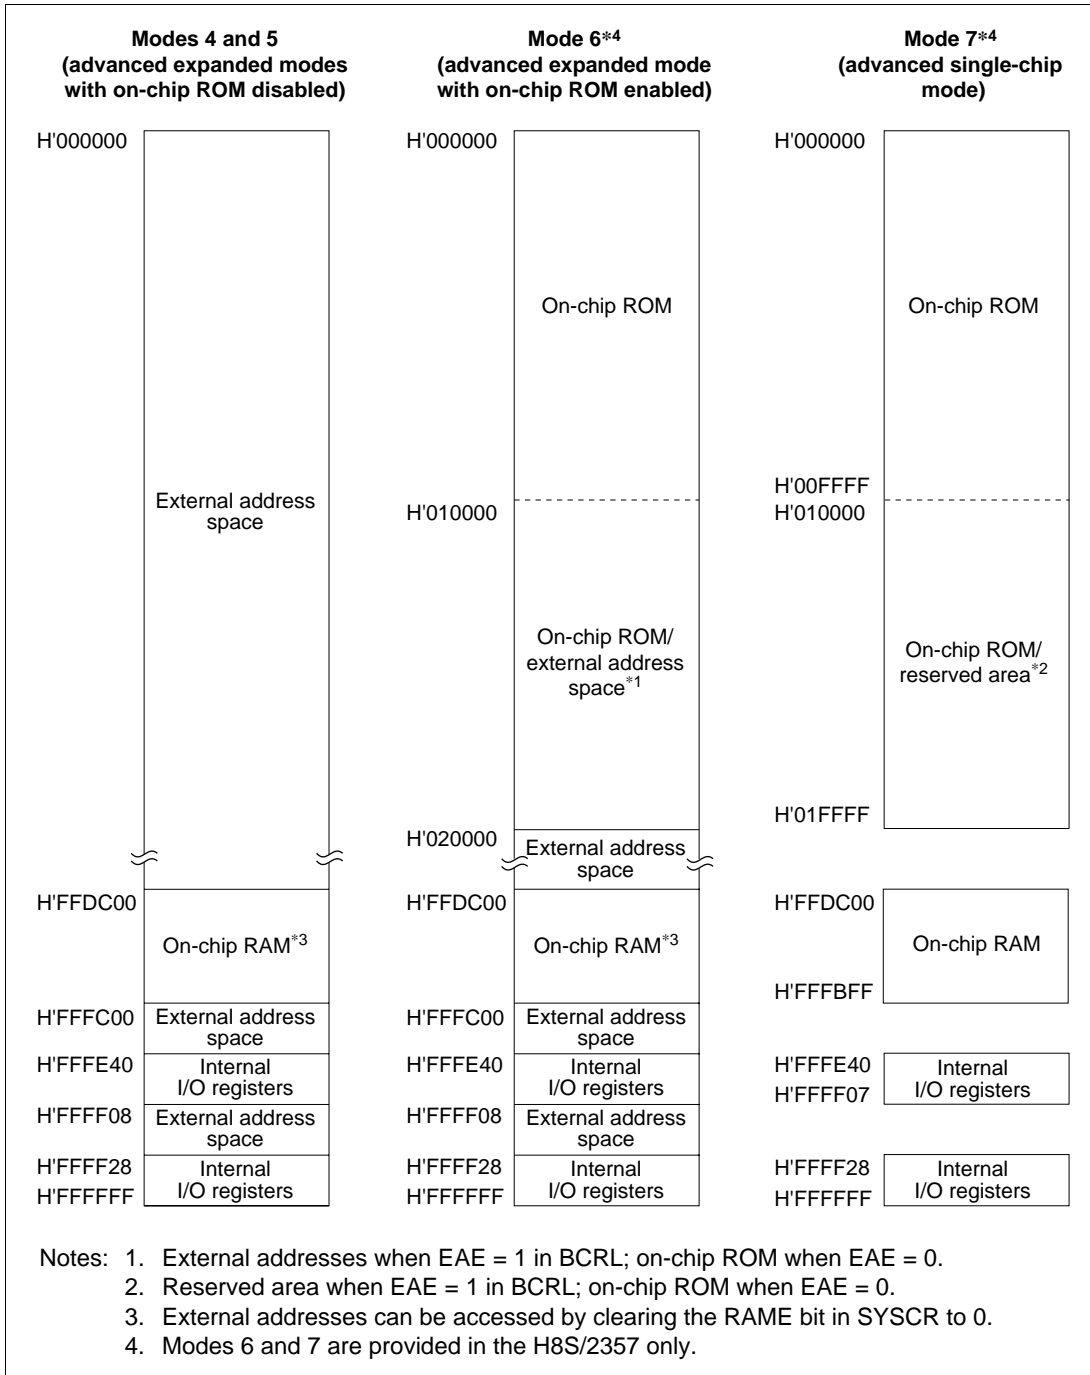 Modes 4 and 5
(advanced expanded modes
with on-chip ROM disabled)
H'000000
External address
space
H'FFDC00
On-chip RAM*3
H'FFFC00
External address
space
H'FFFE40
Internal
I/O registers
H'FFFF08
External address
space
H'FFFF28
Internal
I/O registers
H'FFFFFF
Mode 6*4
(advanced expanded mode
with on-chip ROM enabled)
H'000000
On-chip ROM
H'010000
On-chip ROM/
external address
space*1
H'020000
External address
space
H'FFDC00
On-chip RAM*3
H'FFFC00
External address
space
H'FFFE40
Internal
I/O registers
H'FFFF08
External address
space
H'FFFF28
Internal
I/O registers
H'FFFFFF
Mode 7*4
(advanced single-chip
mode)
H'000000
On-chip ROM
H'00FFFF
H'010000
On-chip ROM/
reserved area*2
H'01FFFF
H'FFDC00
On-chip RAM
H'FFFBFF
H'FFFE40
Internal
I/O registers
H'FFFF07
H'FFFF28
Internal
I/O registers
H'FFFFFF
Notes: 1. External addresses when EAE = 1 in BCRL; on-chip ROM when EAE = 0.
2. Reserved area when EAE = 1 in BCRL; on-chip ROM when EAE = 0.
3. External addresses can be accessed by clearing the RAME bit in SYSCR to 0.
4. Modes 6 and 7 are provided in the H8S/2357 only.